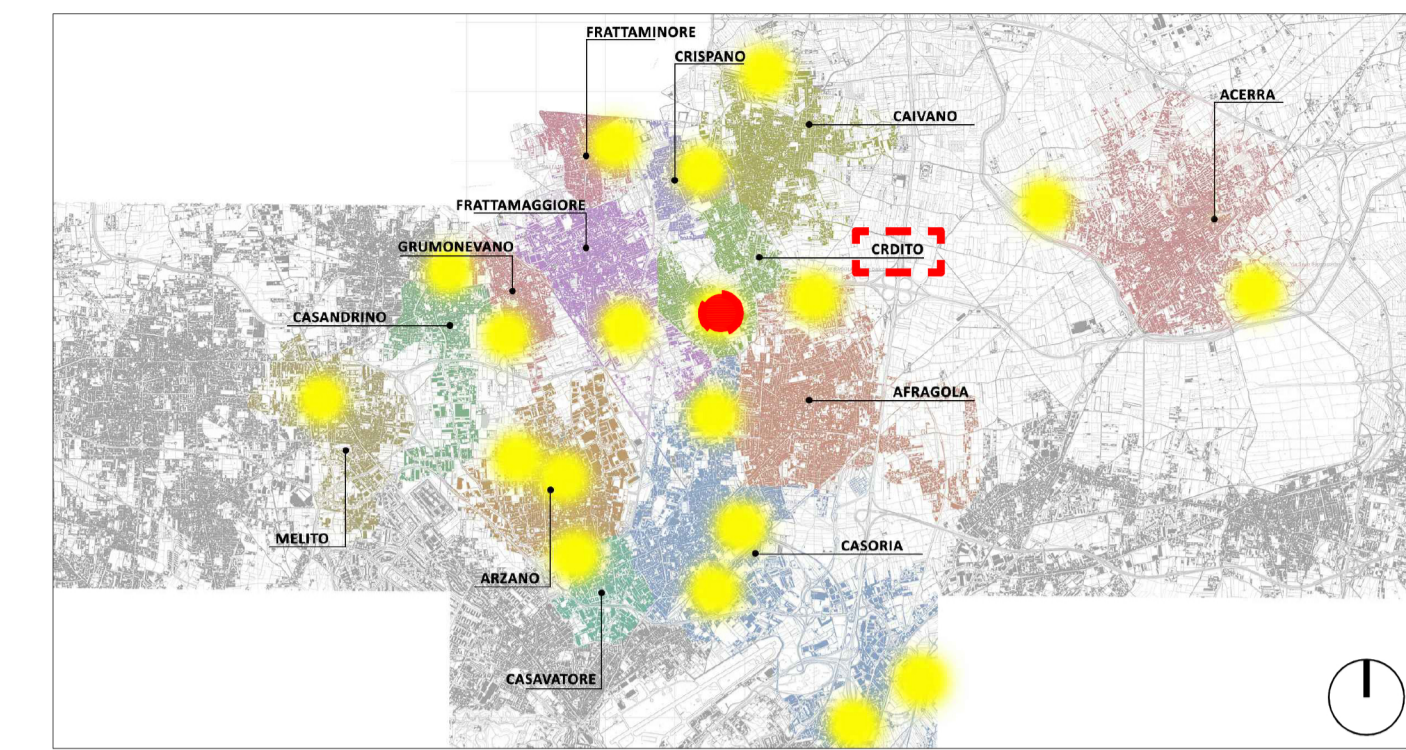 FRATTAMINORE
CRISPANO
ACERRA
CAIVANO
FRATTAMAGGIORE
GRUMONEVANO
CRDITO
CASANDRINO
AFRAGOLA
MELITO
CASORIA
ARZANO
CASAVATORE